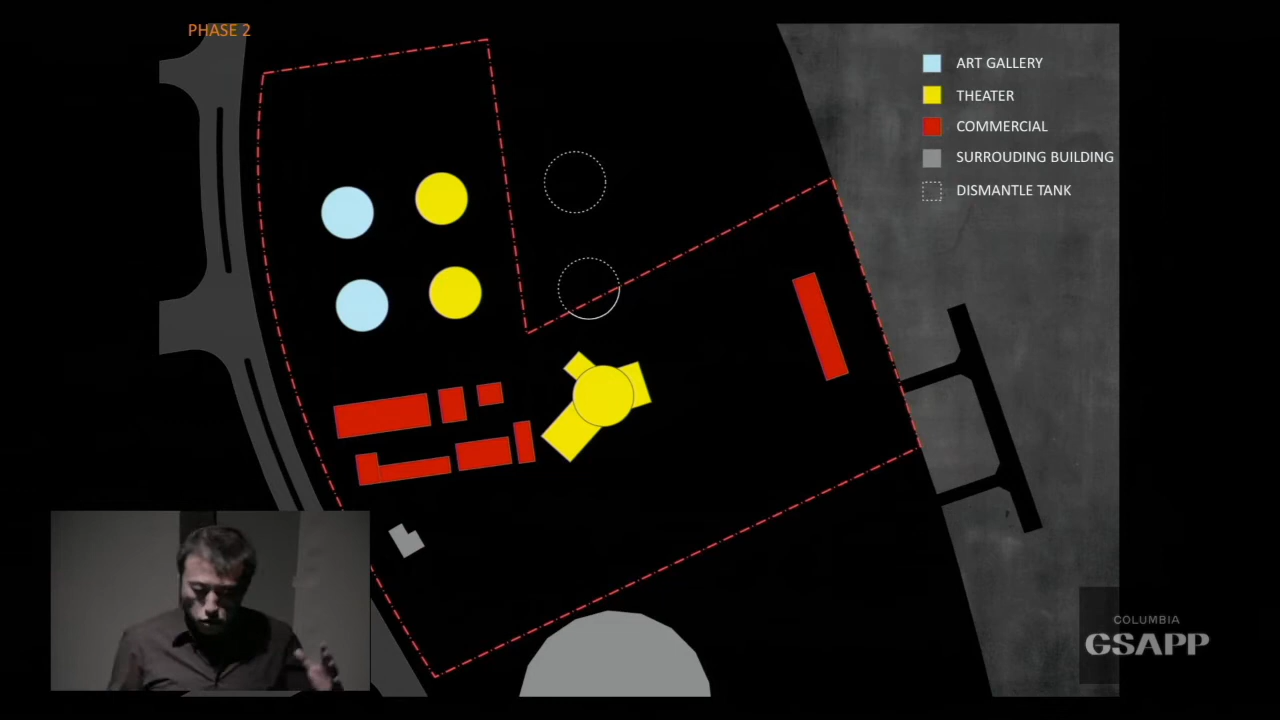 PHASE 2
ART GALLERY
THEATER
COMMERCIAL
SURROUDING BUILDING
DISMANTLE TANK
COLUMBIA
GSAPP